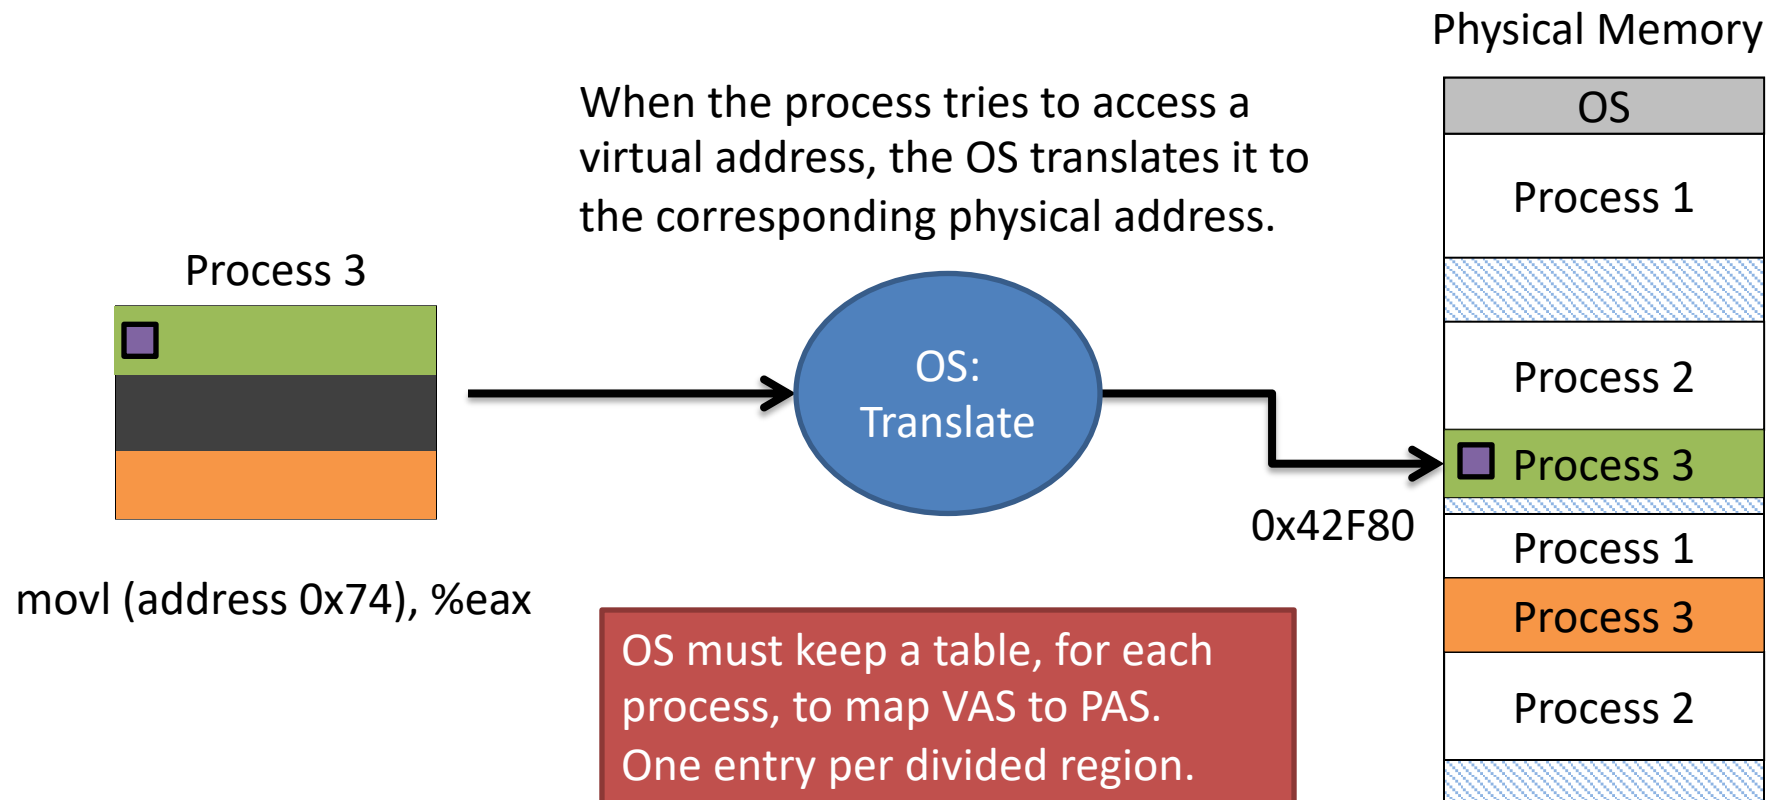 Physical Memory
When the process tries to access a
virtual address, the OS translates it to
the corresponding physical address.
Process 3
movl (address 0x74), %eax
OS:
Translate
0x42F80
OS must keep a table, for each
process, to map VAS to PAS.
One entry per divided region.
OS
Process 1
Process 2
Process 3
Process 1
Process 3
Process 2